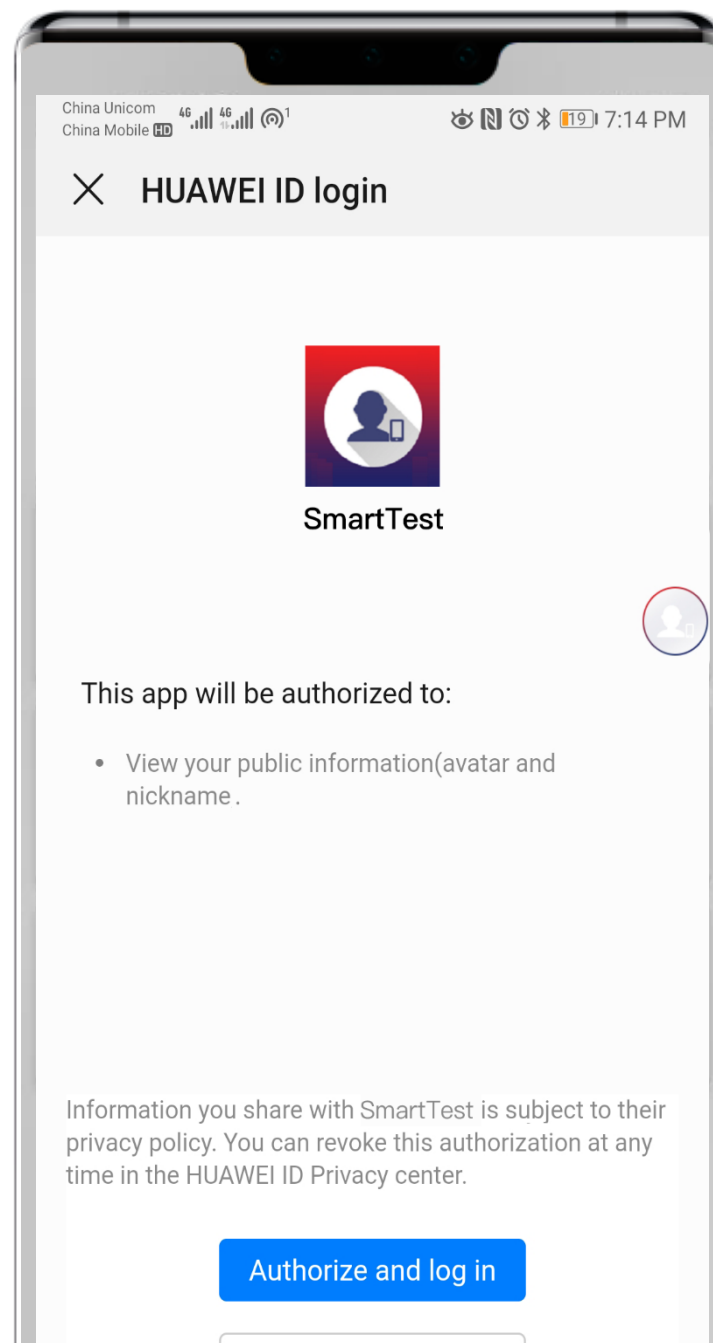 China Unicom
China Mobile HD 4G 4G 1 19 7:14 PM
HUAWEI ID login
SmartTest
This app will be authorized to:
• View your public information(avatar and
nickname .
Information you share with SmartTest is subject to their
privacy policy. You can revoke this authorization at any
time in the HUAWEI ID Privacy center.
Authorize and log in